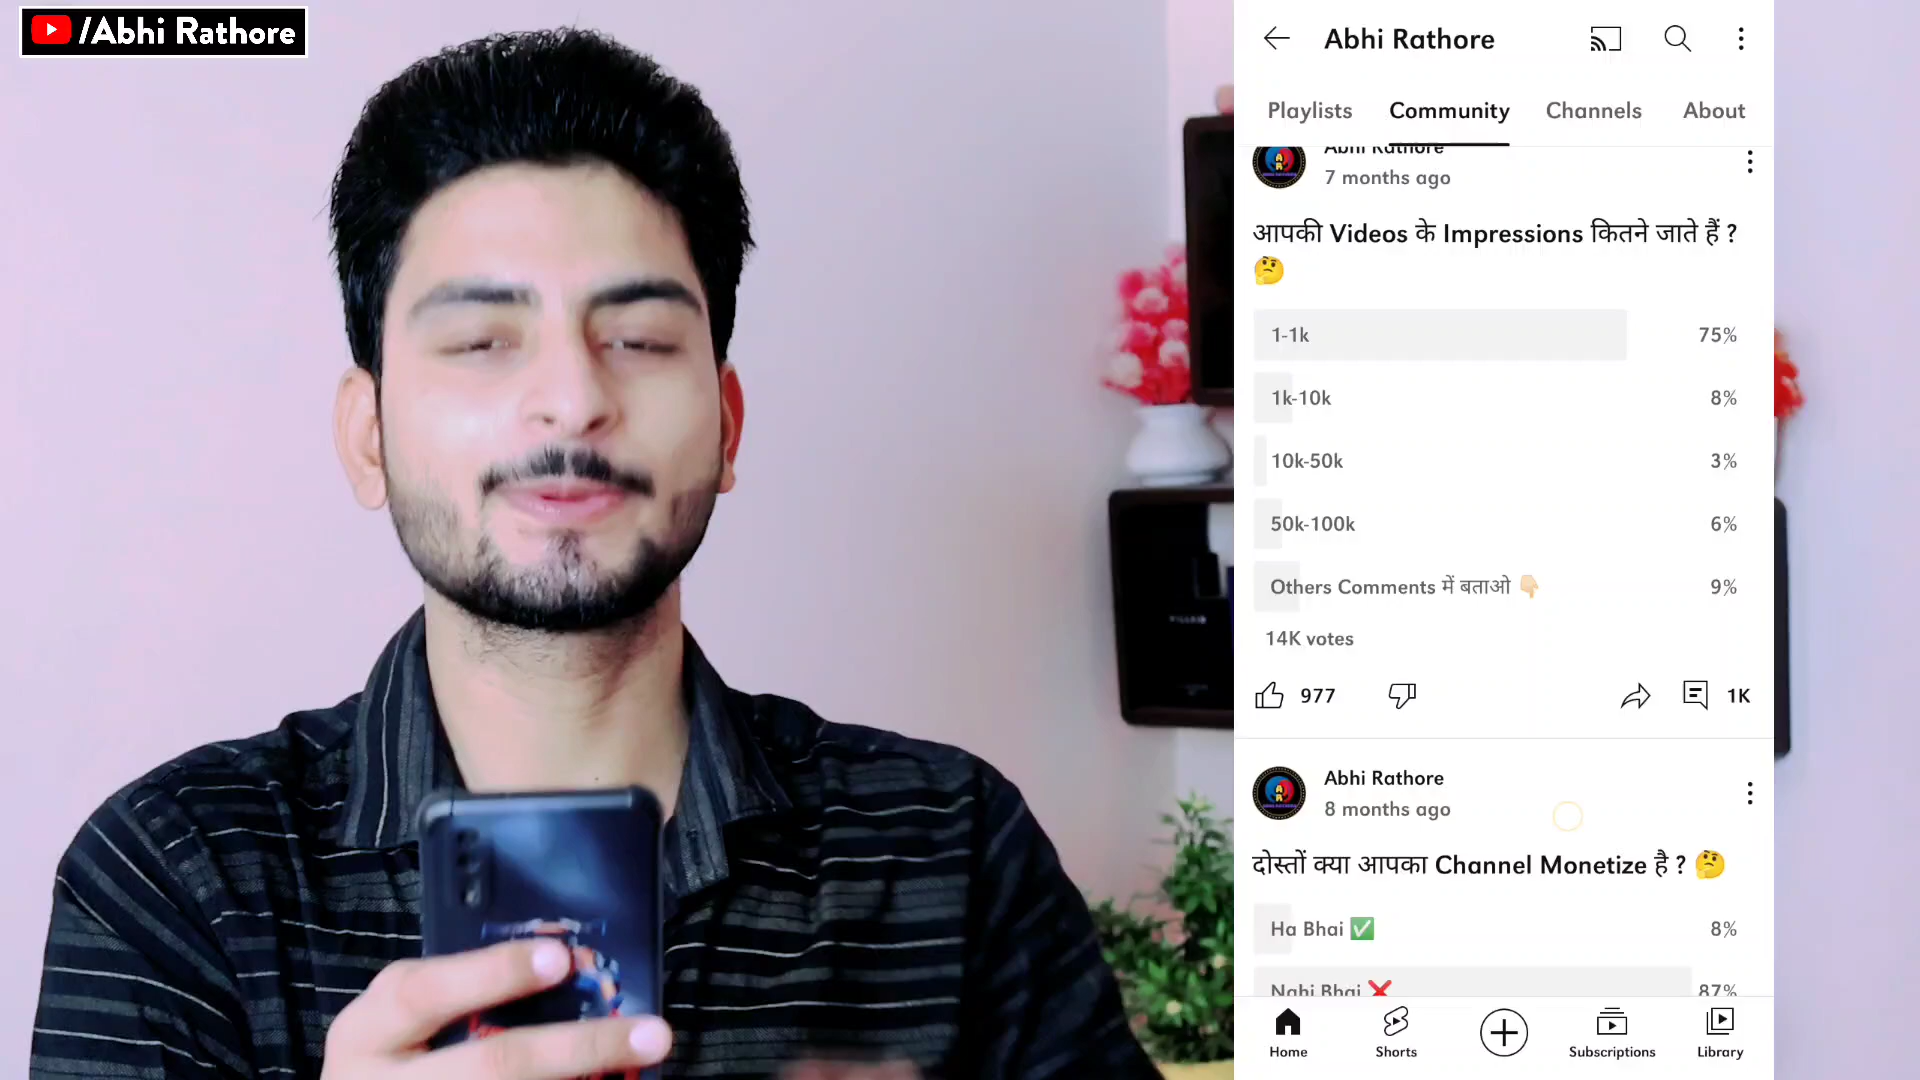 /Abhi Rathore
Abhi Rathore
Playlists Community Channels About
Abhi Rathore
7 months ago
आपकी Videos के Impressions कितने जाते हैं ?
🤔
1-1k 75%
1k-10k 8%
10k-50k 3%
50k-100k 6%
Others Comments में बताओ 👇🏻 9%
14K votes
977 1K
Abhi Rathore
8 months ago
दोस्तों क्या आपका Channel Monetize है ? 🤔
Ha Bhai ✅ 8%
Nahi Bhai ❌ 87%
Home Shorts Subscriptions Library